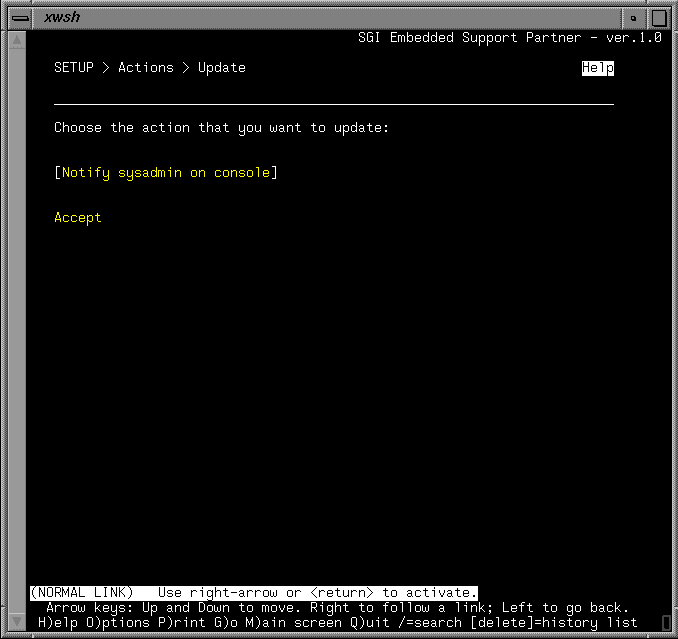 xwsh
SGI Embedded Support Partner - ver.1.0
SETUP > Actions > Update Help
Choose the action that you want to update:
[Notify sysadmin on console]
Accept
(NORMAL LINK) Use right-arrow or <return> to activate.
Arrow keys: Up and Down to move. Right to follow a link; Left to go back.
H)elp O)ptions P)rint G)o M)ain screen Q)uit /=search [delete]=history list